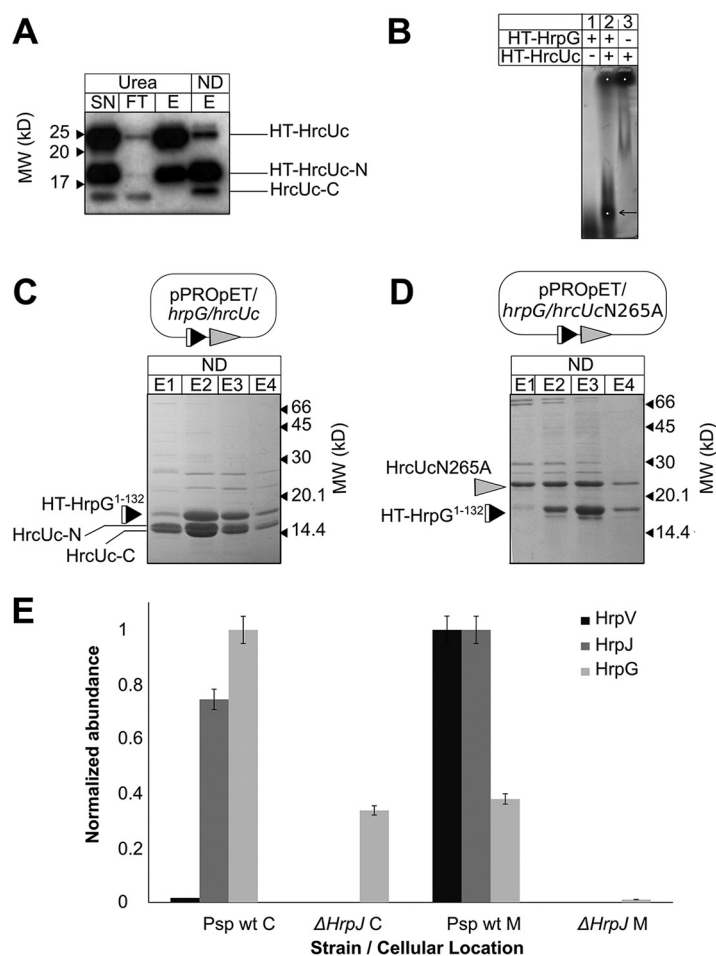 A
Urea ND
SN FT E E
MW (kD)
25
20
17
HT-HrcUc
HT-HrcUc-N
HrcUc-C
B
1 2 3
HT-HrpG + + -
HT-HrcUc - + +
C
pPROpET/
hrpG/hrcUc
ND
E1 E2 E3 E4
66
45
30
20.1
14.4
MW (kD)
HT-HrpG1-132
HrcUc-N
HrcUc-C
D
pPROpET/
hrpG/hrcUcN265A
ND
E1 E2 E3 E4
66
45
30
20.1
14.4
MW (kD)
HrcUcN265A
HT-HrpG1-132
E
Normalized abundance
1
0.8
0.6
0.4
0.2
0
HrpV
HrpJ
HrpG
Psp wt C ΔHrpJ C Psp wt M ΔHrpJ M
Strain / Cellular Location